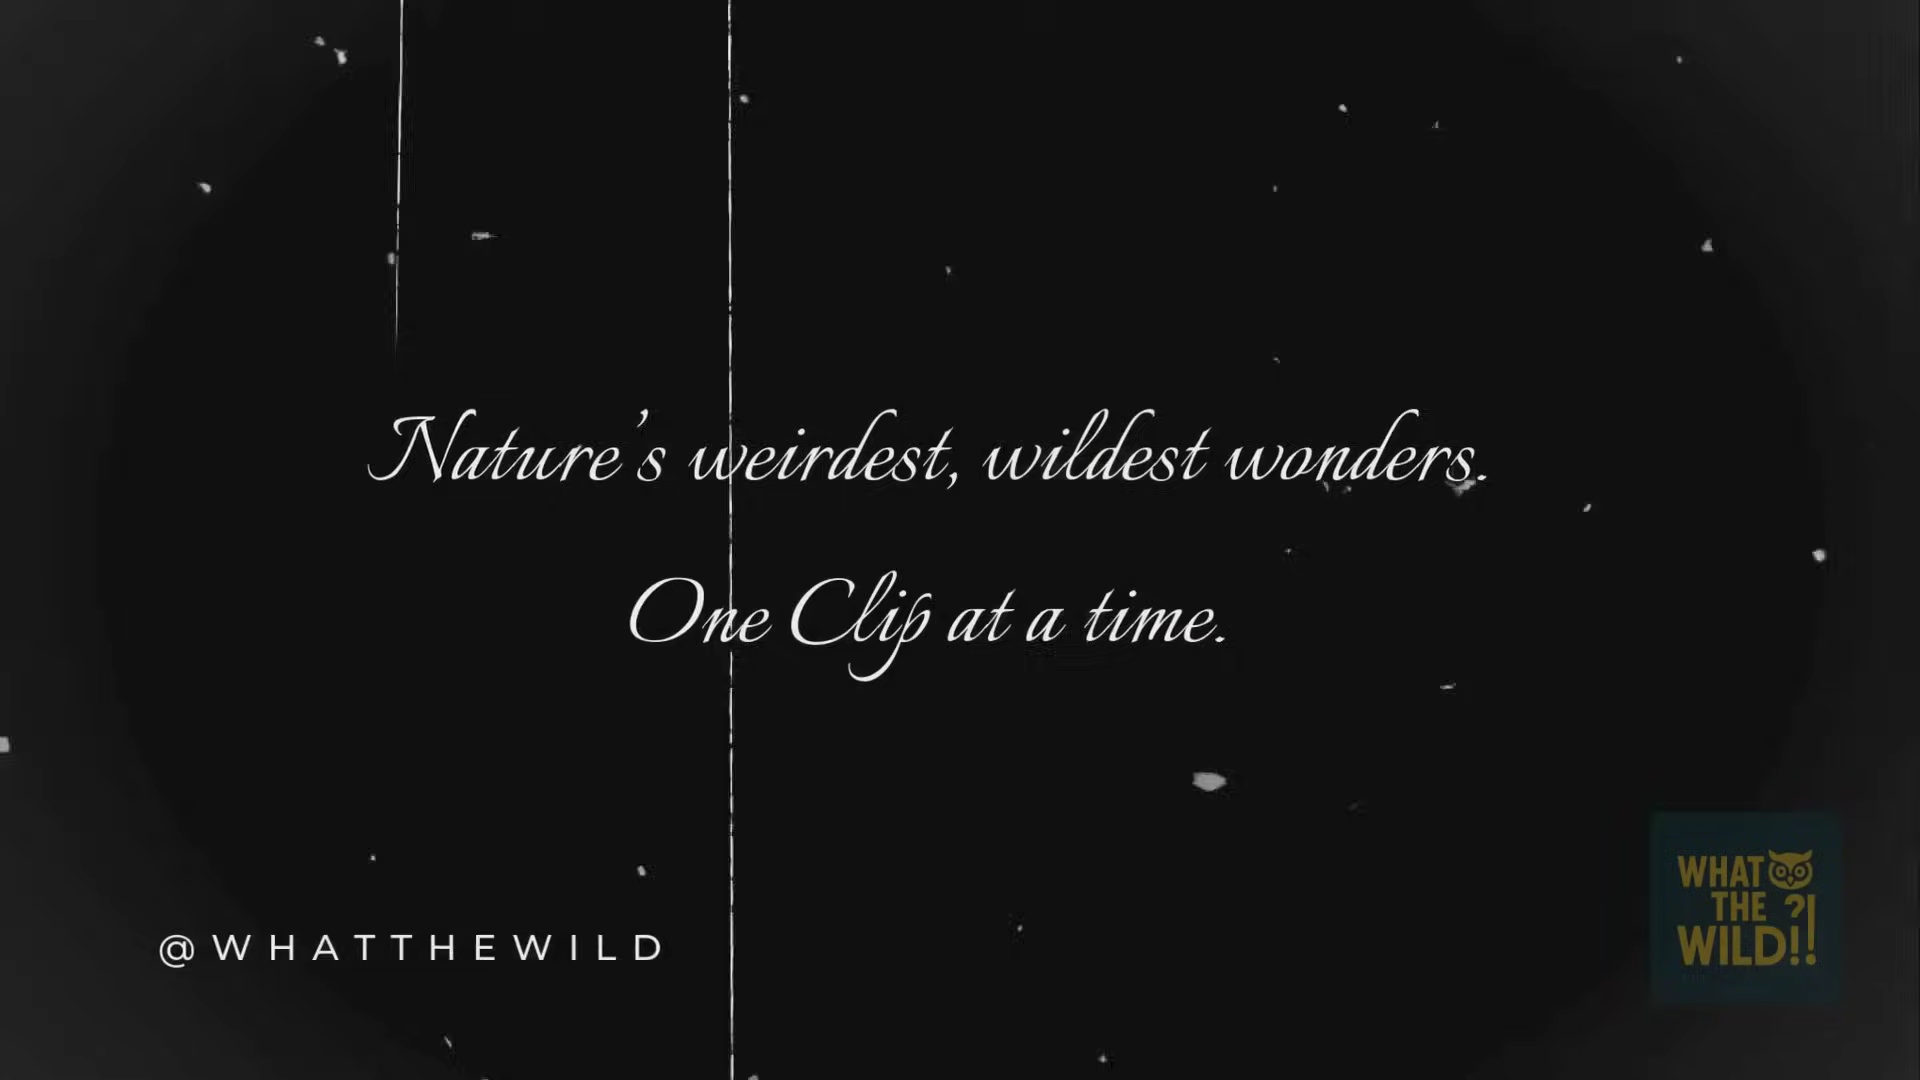 Nature's weirdest, wildest wonders.
One Clip at a time.
@WHATTHEWILD
WHAT
THE ?!
WILD!!